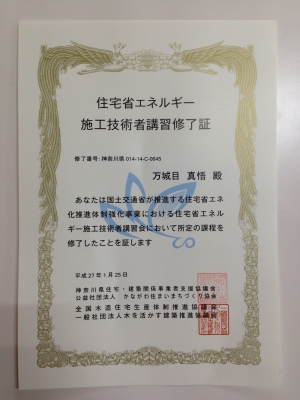 住宅省エネルギー
施工技術者講習修了証
修了番号: 神奈川県 014-14-C-0645
万城目 真悟 殿
あなたは国土交通省が推進する住宅省エネ
化推進体制強化事業における住宅省エネル
ギー施工技術者講習会において所定の課程を
修了したことを証します
平成27年1月25日
神奈川県住宅・建築関係事業者支援協議会
公益社団法人 かながわ住まいまちづくり協会
全国木造住宅生産体制推進協議会
一般社団法人木を活かす建築推進協議会